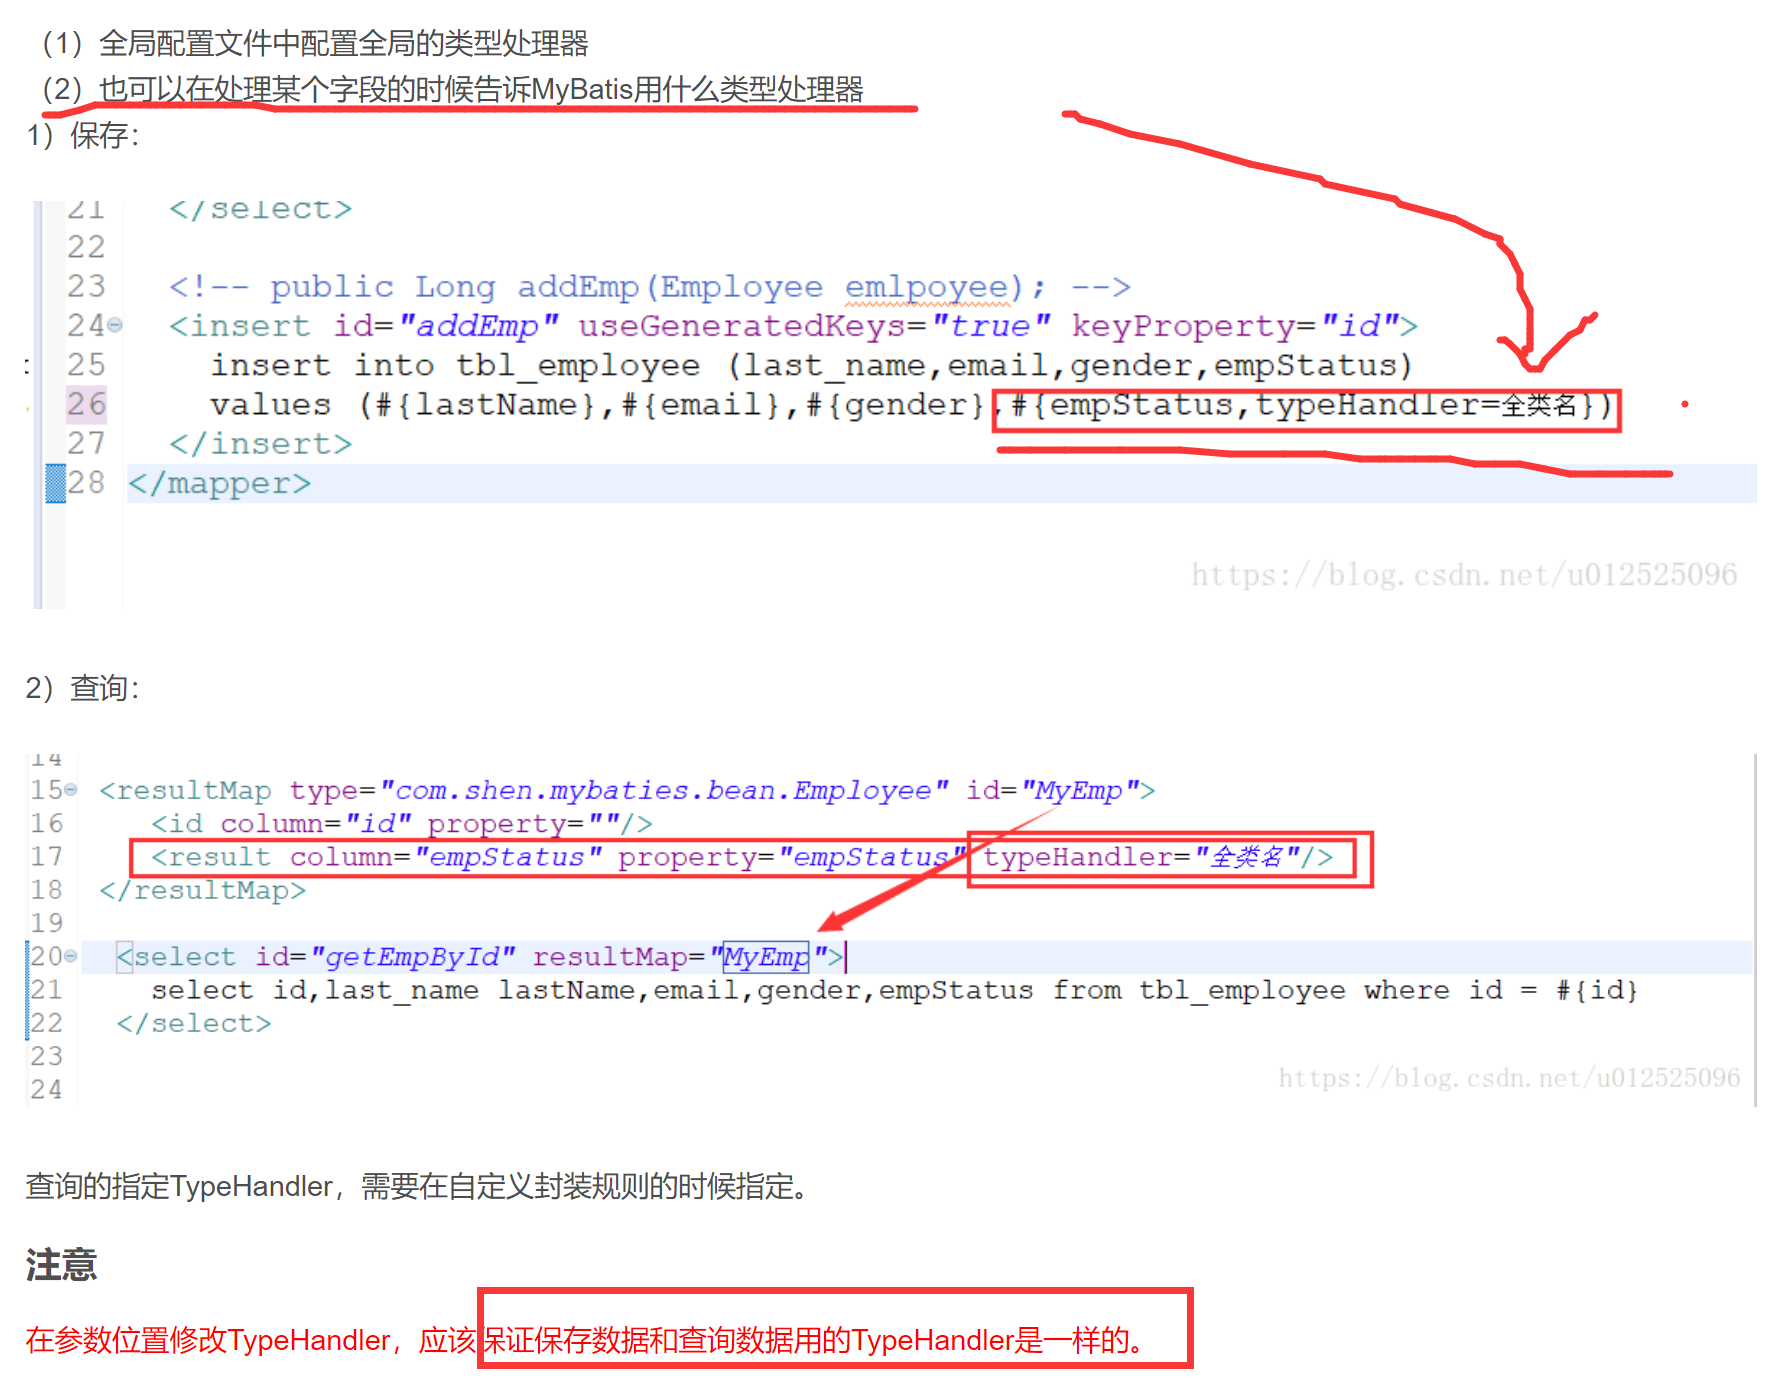 （1）全局配置文件中配置全局的类型处理器
（2）也可以在处理某个字段的时候告诉MyBatis用什么类型处理器
1）保存：
21 </select>
22
23 <!-- public Long addEmp(Employee emlpoyee); -->
24 <insert id="addEmp" useGeneratedKeys="true" keyProperty="id">
25 insert into tbl_employee (last_name,email,gender,empStatus)
26 values (#{lastName},#{email},#{gender},#{empStatus,typeHandler=全类名})
27 </insert>
28 </mapper>
https://blog.csdn.net/u012525096
2）查询：
14
15 <resultMap type="com.shen.mybaties.bean.Employee" id="MyEmp">
16 <id column="id" property=""/>
17 <result column="empStatus" property="empStatus" typeHandler="全类名"/>
18 </resultMap>
19
20 <select id="getEmpById" resultMap="MyEmp">
21 select id,last_name lastName,email,gender,empStatus from tbl_employee where id = #{id}
22 </select>
23
24
https://blog.csdn.net/u012525096
查询的指定TypeHandler，需要在自定义封装规则的时候指定。
注意
在参数位置修改TypeHandler，应该保证保存数据和查询数据用的TypeHandler是一样的。